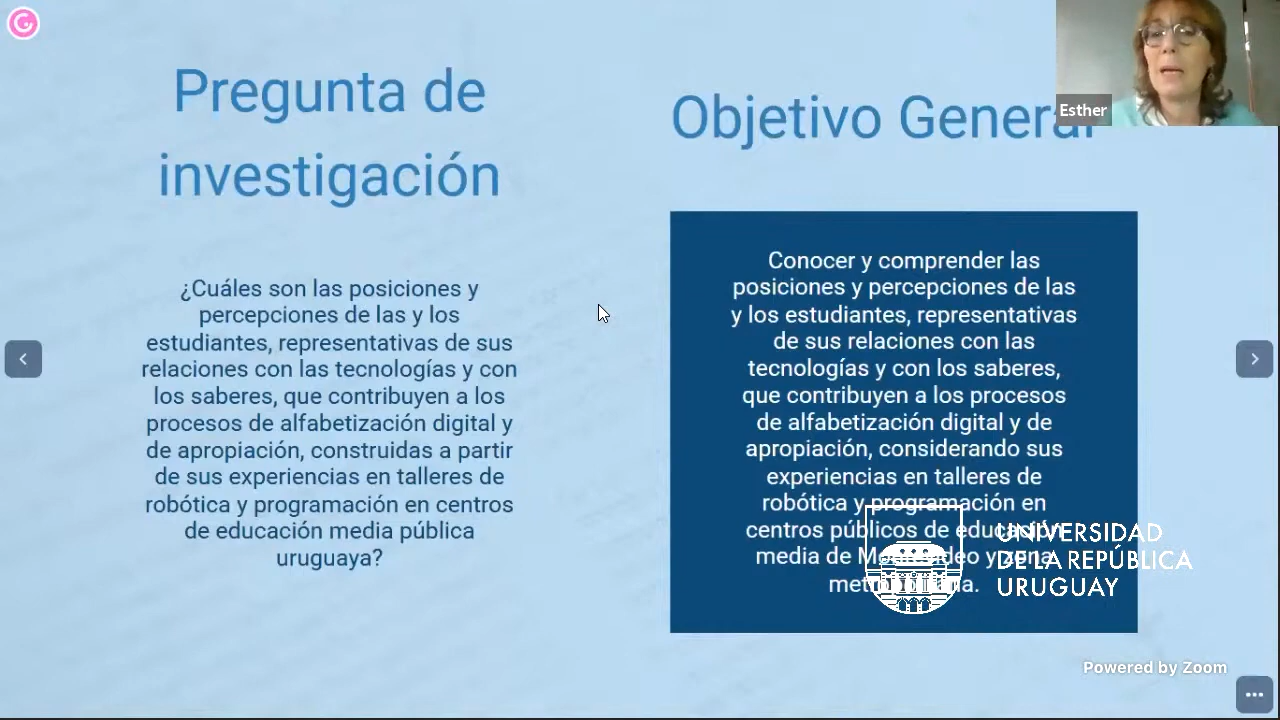 Pregunta de
investigación
¿Cuáles son las posiciones y
percepciones de las y los
estudiantes, representativas de sus
relaciones con las tecnologías y con
los saberes, que contribuyen a los
procesos de alfabetización digital y
de apropiación, construidas a partir
de sus experiencias en talleres de
robótica y programación en centros
de educación media pública
uruguaya?
Objetivo General
Conocer y comprender las
posiciones y percepciones de las
y los estudiantes, representativas
de sus relaciones con las
tecnologías y con los saberes,
que contribuyen a los procesos
de alfabetización digital y de
apropiación, considerando sus
experiencias en talleres de
robótica y programación en
centros públicos de educación
media de Montevideo y zona
metropolitana.
Esther
UNIVERSIDAD
DE LA REPÚBLICA
URUGUAY
Powered by Zoom